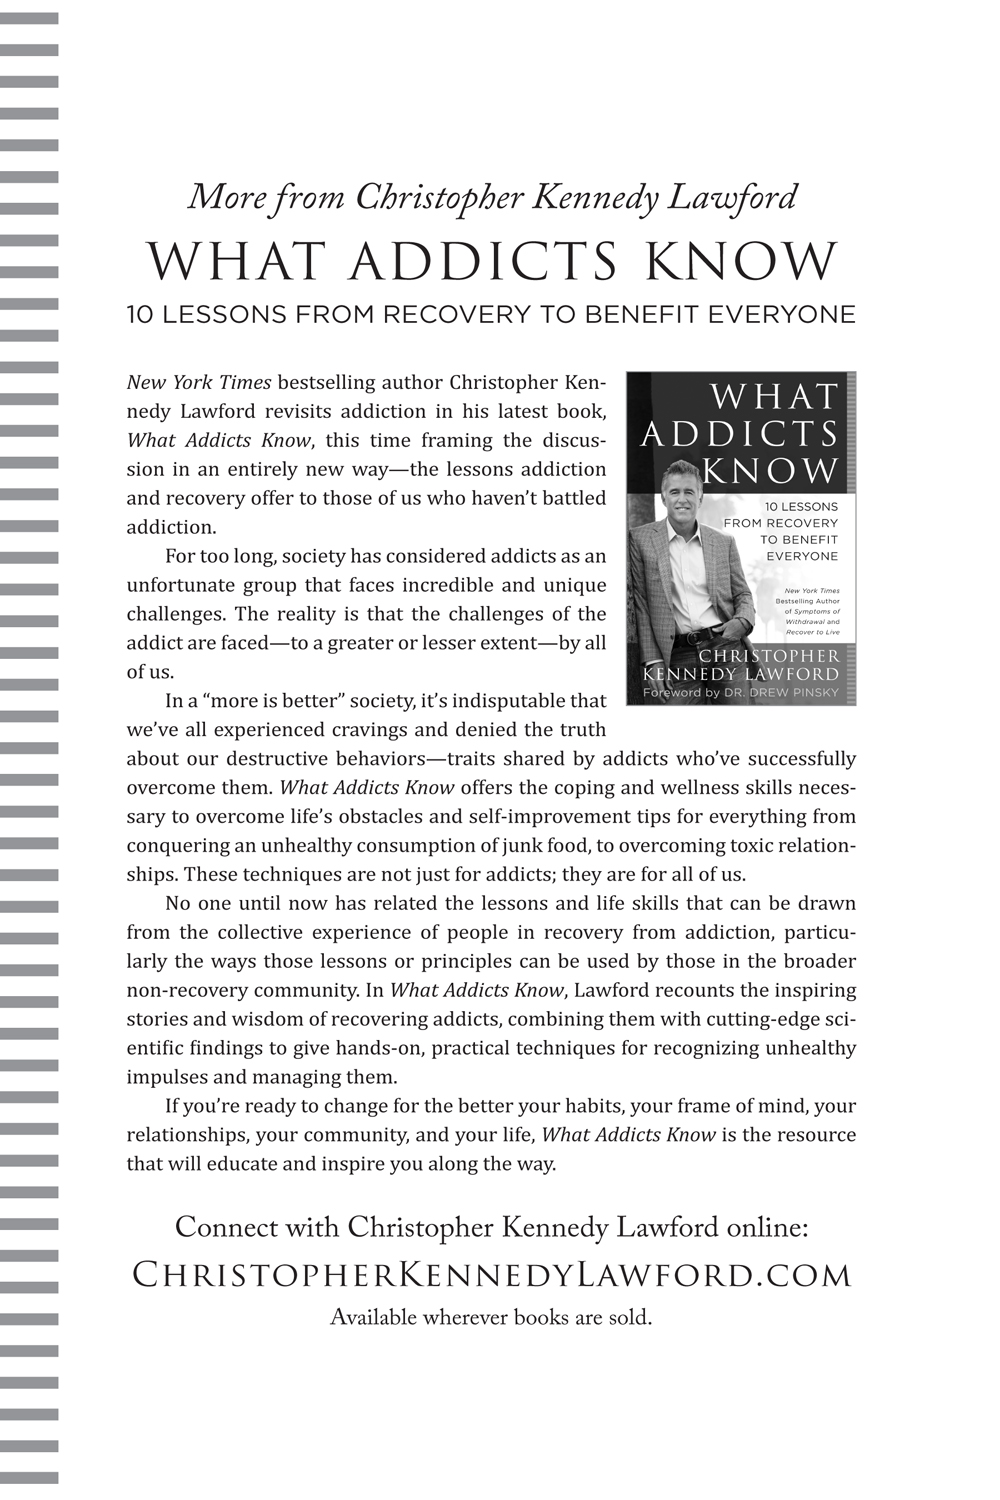 More from Christopher Kennedy Lawford
WHAT ADDICTS KNOW
10 LESSONS FROM RECOVERY TO BENEFIT EVERYONE
New York Times bestselling author Christopher Ken-
nedy Lawford revisits addiction in his latest book,
What Addicts Know, this time framing the discus-
sion in an entirely new way—the lessons addiction
and recovery offer to those of us who haven’t battled
addiction.
For too long, society has considered addicts as an
unfortunate group that faces incredible and unique
challenges. The reality is that the challenges of the
addict are faced—to a greater or lesser extent—by all
of us.
In a “more is better” society, it’s indisputable that
we’ve all experienced cravings and denied the truth
about our destructive behaviors—traits shared by addicts who’ve successfully
overcome them. What Addicts Know offers the coping and wellness skills neces-
sary to overcome life’s obstacles and self-improvement tips for everything from
conquering an unhealthy consumption of junk food, to overcoming toxic relation-
ships. These techniques are not just for addicts; they are for all of us.
No one until now has related the lessons and life skills that can be drawn
from the collective experience of people in recovery from addiction, particu-
larly the ways those lessons or principles can be used by those in the broader
non-recovery community. In What Addicts Know, Lawford recounts the inspiring
stories and wisdom of recovering addicts, combining them with cutting-edge sci-
entific findings to give hands-on, practical techniques for recognizing unhealthy
impulses and managing them.
If you’re ready to change for the better your habits, your frame of mind, your
relationships, your community, and your life, What Addicts Know is the resource
that will educate and inspire you along the way.
WHAT
ADDICTS
KNOW
10 LESSONS
FROM RECOVERY
TO BENEFIT
EVERYONE
New York Times
Bestselling Author
of Symptoms of
Withdrawal and
Recover to Live
CHRISTOPHER
KENNEDY LAWFORD
Foreword by DR. DREW PINSKY
Connect with Christopher Kennedy Lawford online:
CHRISTOPHERKENNEDYLAWFORD.COM
Available wherever books are sold.